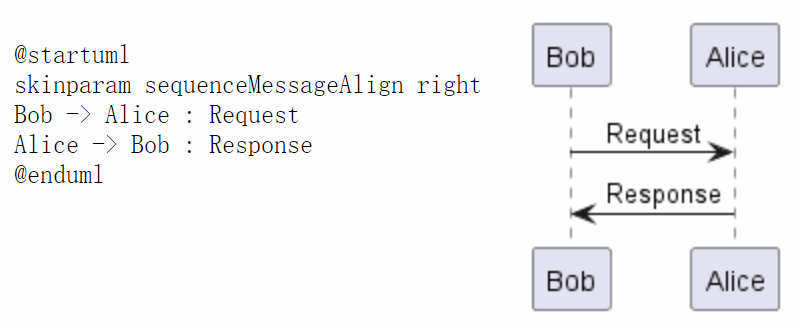 @startuml
skinparam sequenceMessageAlign right
Bob -> Alice : Request
Alice -> Bob : Response
@enduml
Bob Alice
Request
Response
Bob Alice